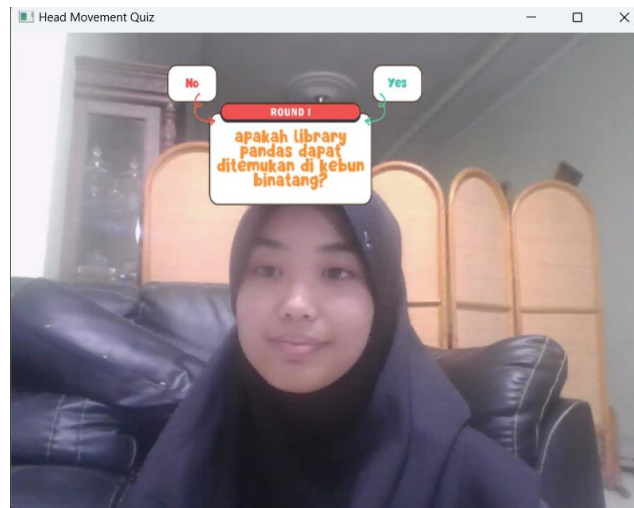 Head Movement Quiz
No
Yes
ROUND 1
apakah library
pandas dapat
ditemukan di kebun
binatang?